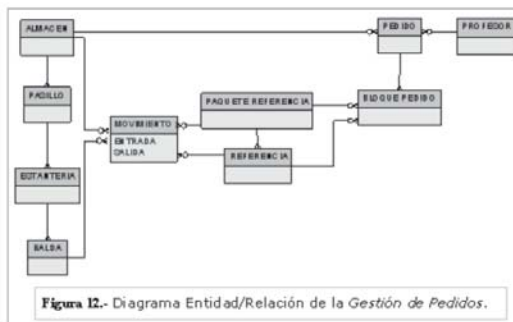 ALMACEN
PEDIDO
PROFEDOR
PASILLO
PAQUETE REFERENCIA
BLOQUE PEDIDO
MOVIMIENTO
ENTRADA
SALIDA
REFERENCIA
ESTANTERIA
BALDA
Figura 12.- Diagrama Entidad/Relación de la Gestión de Pedidos.